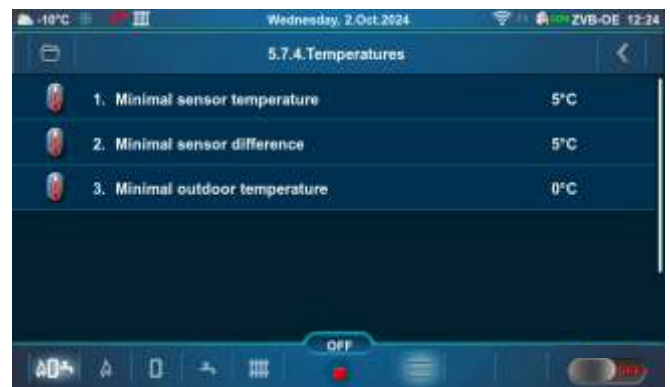 -10°C Wednesday, 2.Oct.2024 ZVB-OE 12:24
5.7.4.Temperatures
1. Minimal sensor temperature 5°C
2. Minimal sensor difference 5°C
3. Minimal outdoor temperature 0°C
OFF